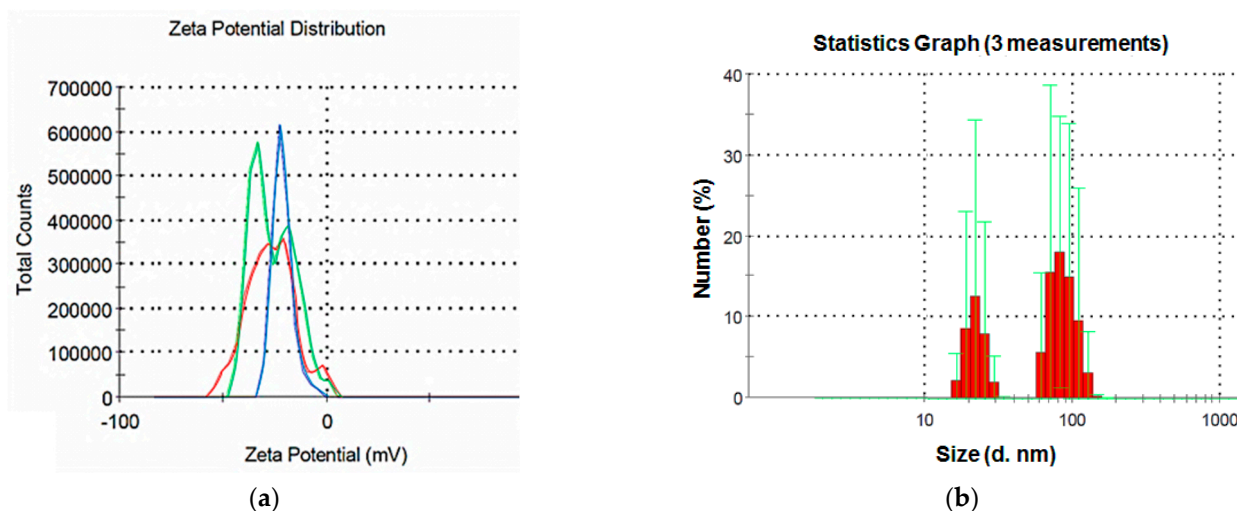 Zeta Potential Distribution
Total Counts
700000
600000
500000
400000
300000
200000
100000
0
-100 0
Zeta Potential (mV)
(a)
Statistics Graph (3 measurements)
Number (%)
40
30
20
10
0
10 100 1000
Size (d. nm)
(b)